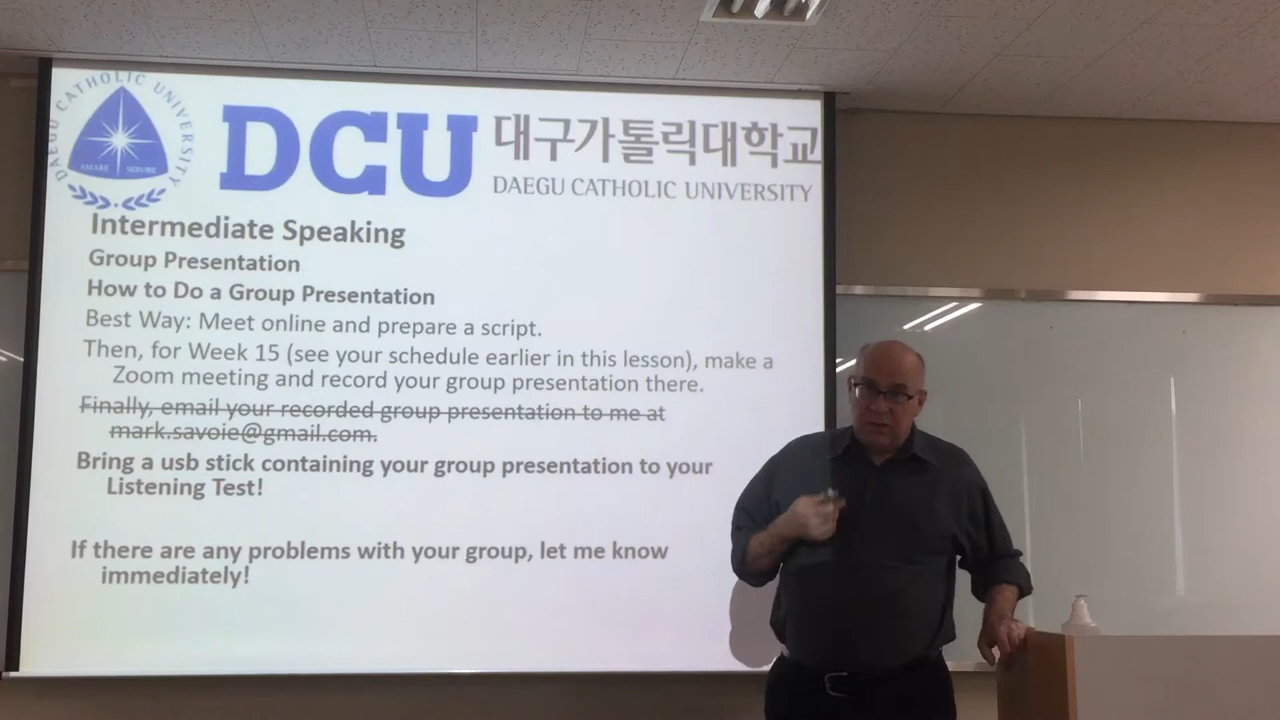 DAEGU CATHOLIC UNIVERSITY
AMARE SERVIRE
DCU 대구가톨릭대학교
DAEGU CATHOLIC UNIVERSITY
Intermediate Speaking
Group Presentation
How to Do a Group Presentation
Best Way: Meet online and prepare a script.
Then, for Week 15 (see your schedule earlier in this lesson), make a
Zoom meeting and record your group presentation there.
Finally, email your recorded group presentation to me at
mark.savoie@gmail.com.
Bring a usb stick containing your group presentation to your
Listening Test!
If there are any problems with your group, let me know
immediately!